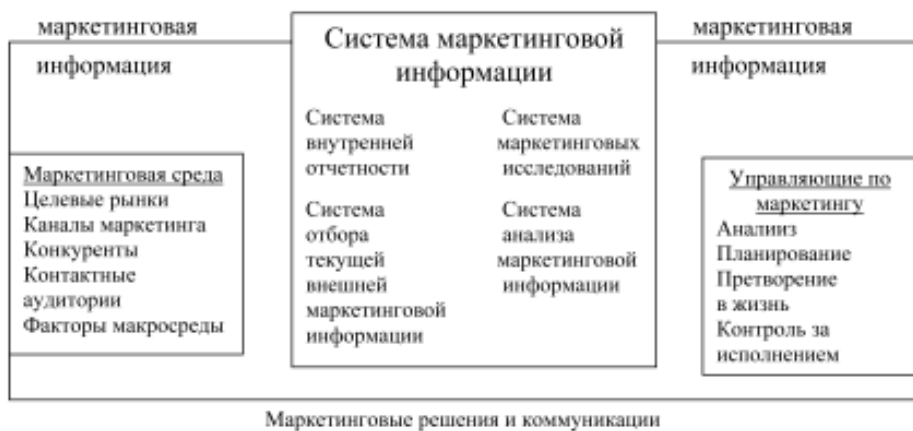 маркетинговая
информация
Система маркетинговой
информации
Система
внутренней
отчетности
Система
маркетинговых
исследований
Система
отбора
текущей
внешней
маркетинговой
информации
Система
анализа
маркетинговой
информации
маркетинговая
информация
Маркетинговая среда
Целевые рынки
Каналы маркетинга
Конкуренты
Контактные
аудитории
Факторы макросреды
Управляющие по
маркетингу
Аналииз
Планирование
Претворение
в жизнь
Контроль за
исполнением
Маркетинговые решения и коммуникации